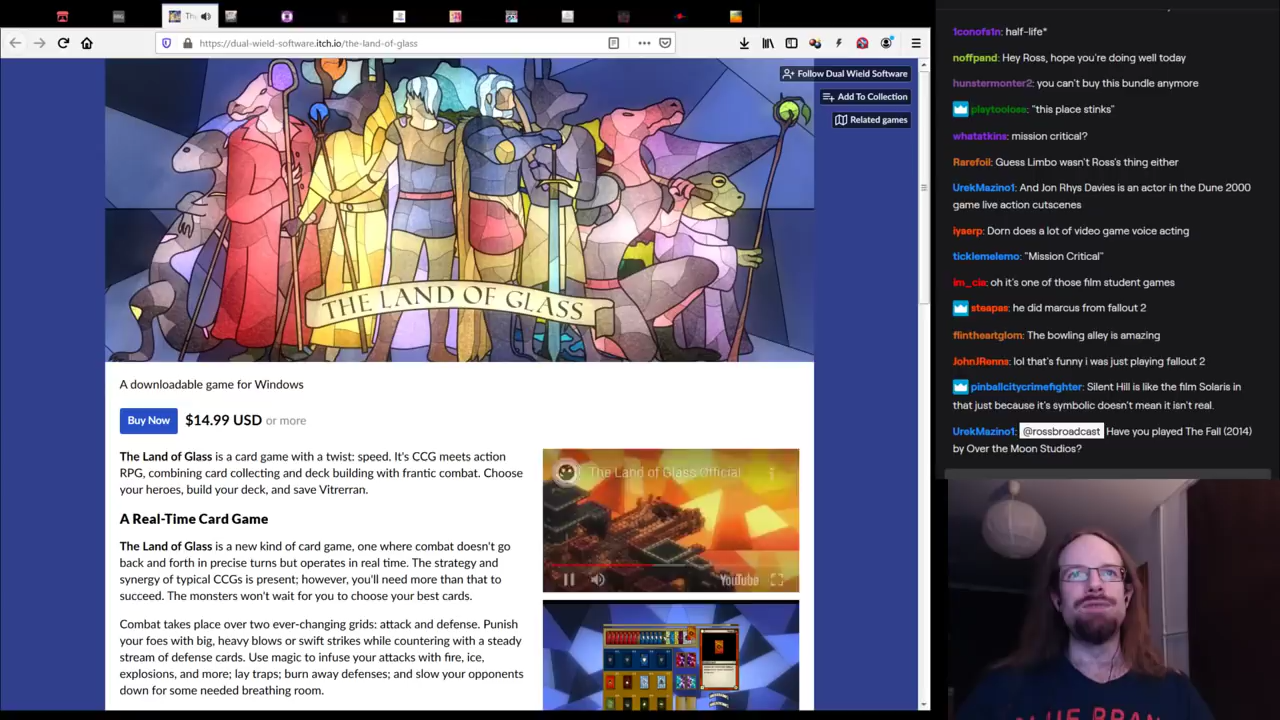 https://dual-wield-software.itch.io/the-land-of-glass
Follow Dual Wield Software
Add To Collection
Related games
THE LAND OF GLASS
A downloadable game for Windows
Buy Now $14.99 USD or more
The Land of Glass is a card game with a twist: speed. It's CCG meets action
RPG, combining card collecting and deck building with frantic combat. Choose
your heroes, build your deck, and save Vitrerran.
A Real-Time Card Game
The Land of Glass is a new kind of card game, one where combat doesn't go
back and forth in precise turns but operates in real time. The strategy and
synergy of typical CCGs is present; however, you'll need more than that to
succeed. The monsters won't wait for you to choose your best cards.
Combat takes place over two ever-changing grids: attack and defense. Punish
your foes with big, heavy blows or swift strikes while countering with a steady
stream of defense cards. Use magic to infuse your attacks with fire, ice,
explosions, and more; lay traps; burn away defenses; and slow your opponents
down for some needed breathing room.
The Land of Glass Official
YouTube
1conofs1n: half-life*
noffpand: Hey Ross, hope you're doing well today
hunstermonter2: you can't buy this bundle anymore
playtooloss: "this place stinks"
whatatkins: mission critical?
Rarefoil: Guess Limbo wasn't Ross's thing either
UrekMazino1: And Jon Rhys Davies is an actor in the Dune 2000
game live action cutscenes
iyaerp: Dorn does a lot of video game voice acting
ticklemelemo: "Mission Critical"
im_cia: oh it's one of those film student games
steapas: he did marcus from fallout 2
flintheartglom: The bowling alley is amazing
JohnJRenns: lol that's funny i was just playing fallout 2
pinballcitycrimefighter: Silent Hill is like the film Solaris in
that just because it's symbolic doesn't mean it isn't real.
UrekMazino1: @rossbroadcast Have you played The Fall (2014)
by Over the Moon Studios?